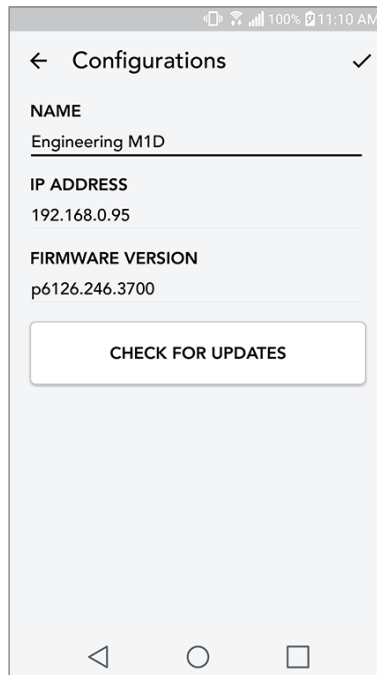 100% 11:10 AM
Configurations
NAME
Engineering M1D
IP ADDRESS
192.168.0.95
FIRMWARE VERSION
p6126.246.3700
CHECK FOR UPDATES